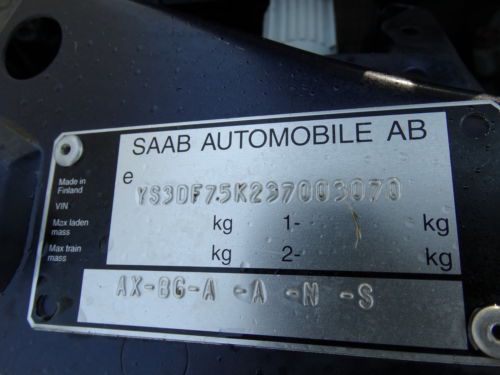 SAAB AUTOMOBILE AB
e
Made in
Finland
YS3DF75K237003070
VIN
Max laden
mass
kg 1- kg
Max train
mass
kg 2- kg
AX-BG-A -A -N -S